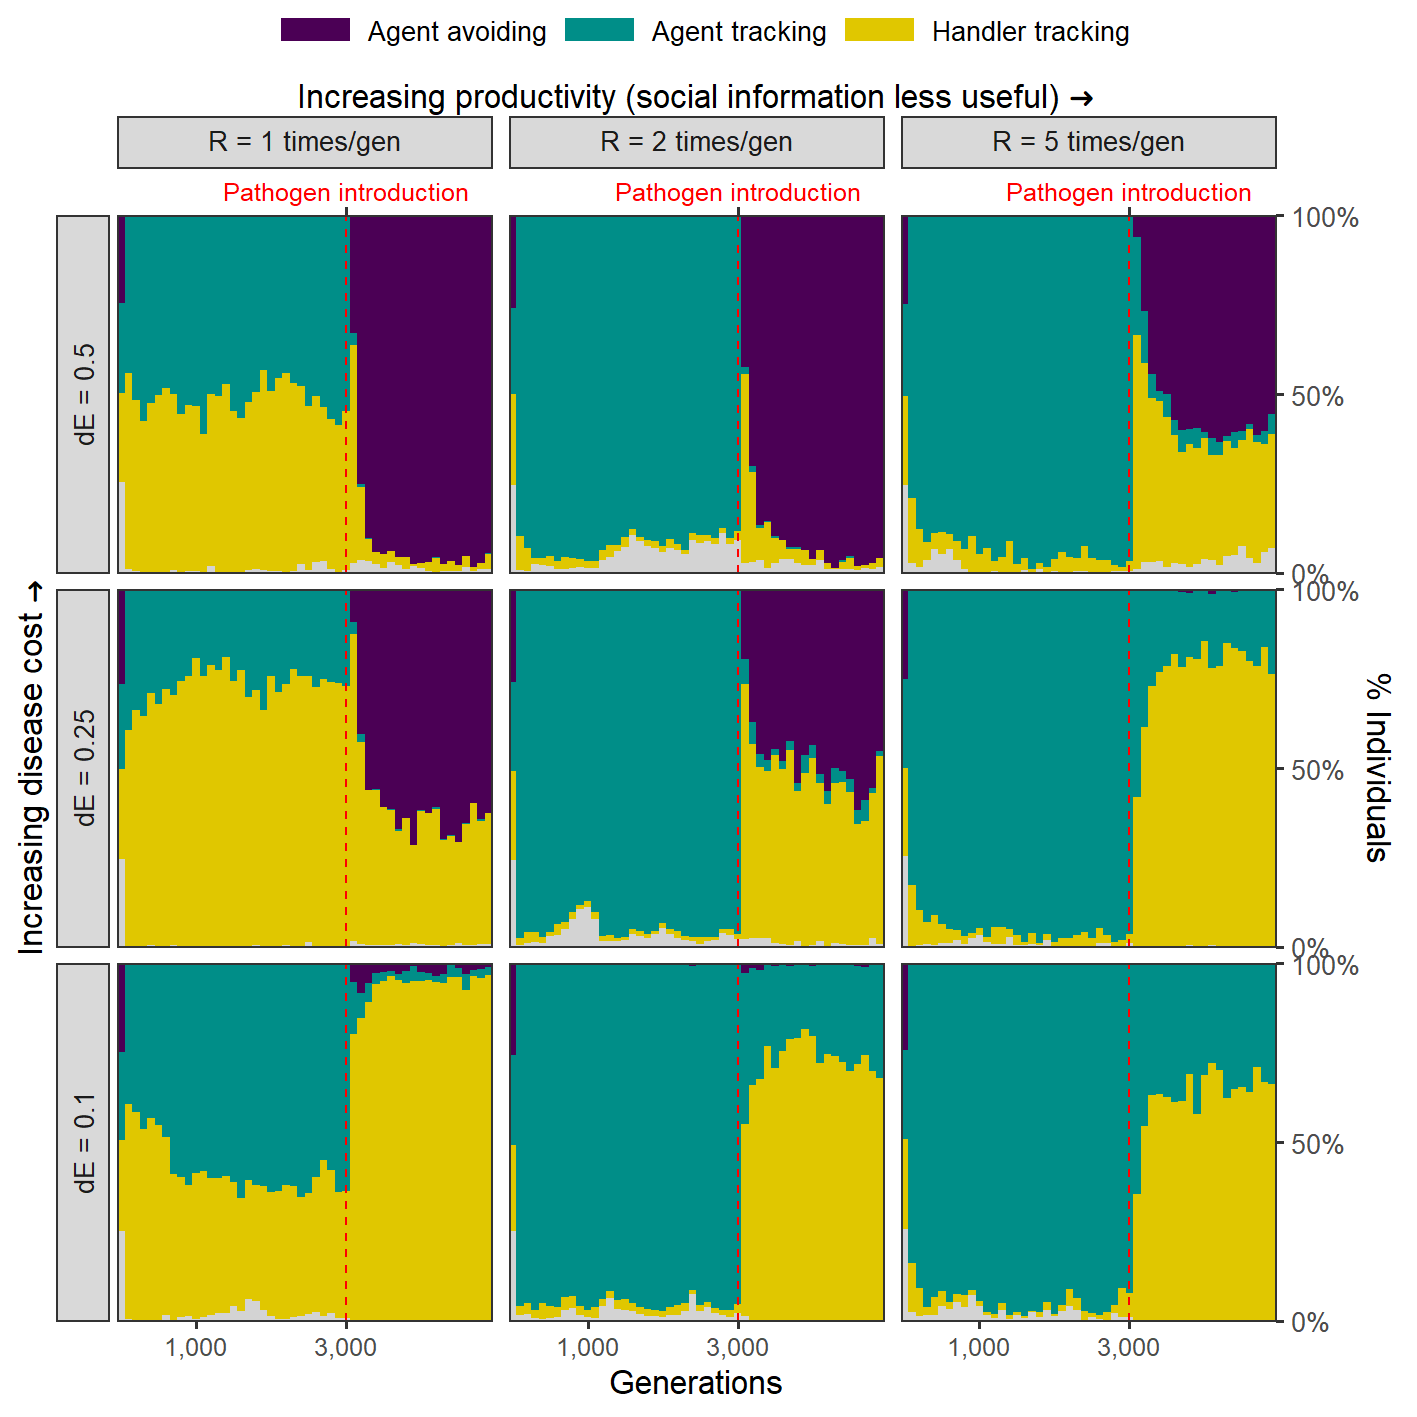 Agent avoiding Agent tracking Handler tracking
Increasing productivity (social information less useful) →
R = 1 times/gen R = 2 times/gen R = 5 times/gen
Pathogen introduction Pathogen introduction Pathogen introduction
Increasing disease cost →
dE = 0.5
100%
50%
0%
dE = 0.25
100%
50%
0%
dE = 0.1
100%
50%
0%
% Individuals
1,000 3,000 1,000 3,000 1,000 3,000
Generations